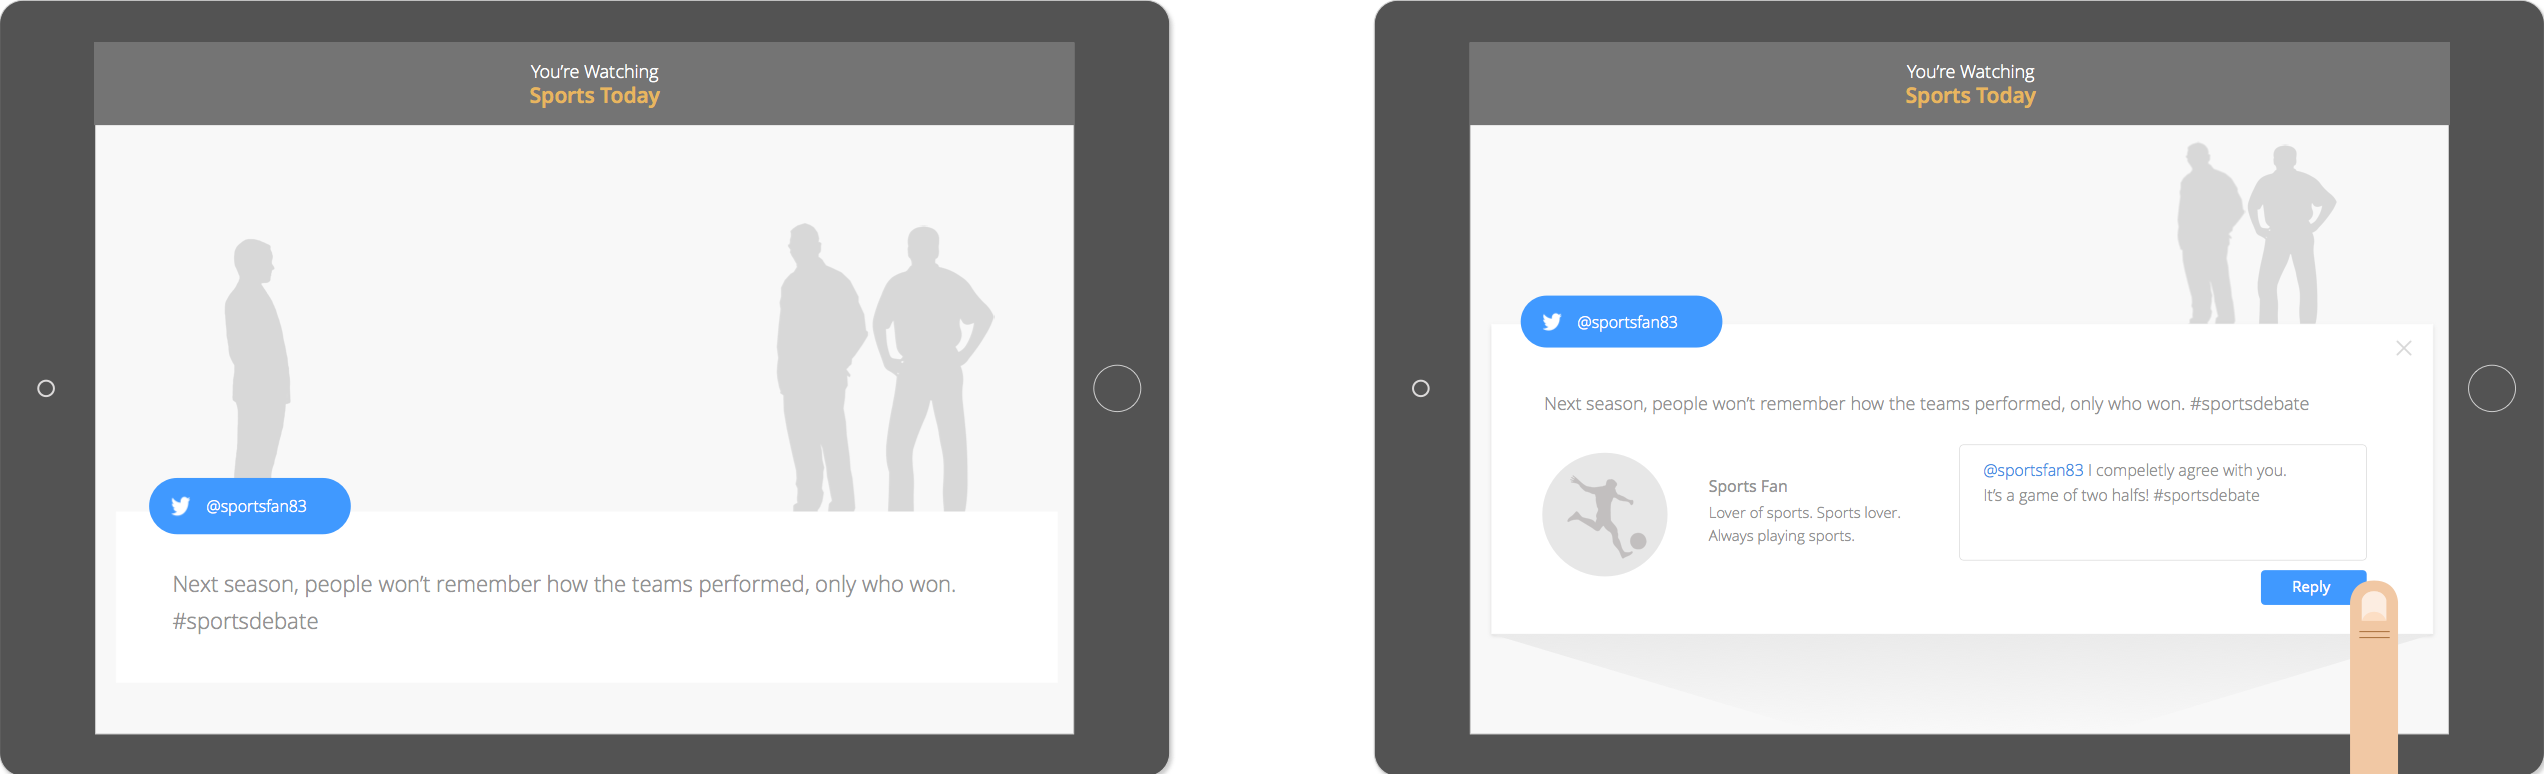 You’re Watching
Sports Today
@sportsfan83
Next season, people won’t remember how the teams performed, only who won.
#sportsdebate
You’re Watching
Sports Today
@sportsfan83
Next season, people won’t remember how the teams performed, only who won. #sportsdebate
Sports Fan
Lover of sports. Sports lover.
Always playing sports.
@sportsfan83 I compeletly agree with you.
It’s a game of two halfs! #sportsdebate
Reply